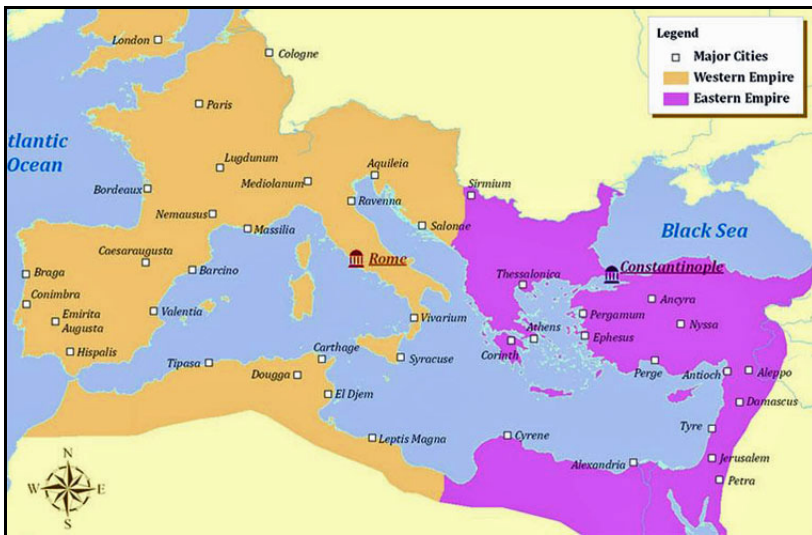 Legend
Major Cities
Western Empire
Eastern Empire
London
Cologne
Paris
tlantic
Ocean
Lugdunum
Aquileia
Bordeaux
Mediolanum
Sirmium
Ravenna
Nemausus
Massilia
Salonae
Black Sea
Caesaraugusta
Rome
Constantinople
Braga
Barcino
Thessalonica
Conimbra
Ancyra
Emirita
Augusta
Valentia
Vivarium
Pergamum
Nyssa
Athens
Ephesus
Hispalis
Carthage
Corinth
Tipasa
Syracuse
Perge
Antioch
Aleppo
Dougga
El Djem
Damascus
Tyre
Leptis Magna
Cyrene
Alexandria
Jerusalem
Petra
N
W
E
S